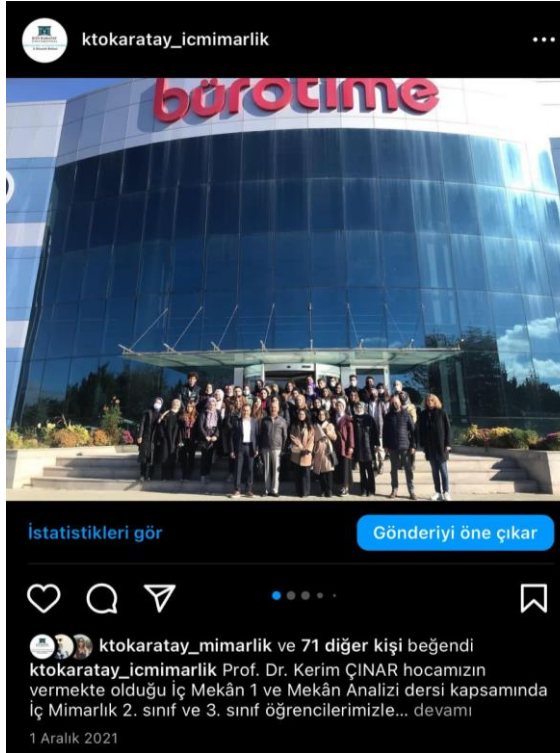 ktokaratay_icmimarlik
bürotime
İstatistikleri gör
Gönderiyi öne çıkar
ktokaratay_mimarlik ve 71 diğer kişi beğendi
ktokaratay_icmimarlik Prof. Dr. Kerim ÇINAR hocamızın
vermekte olduğu İç Mekân 1 ve Mekân Analizi dersi kapsamında
İç Mimarlık 2. sınıf ve 3. sınıf öğrencilerimizle... devamı
1 Aralık 2021